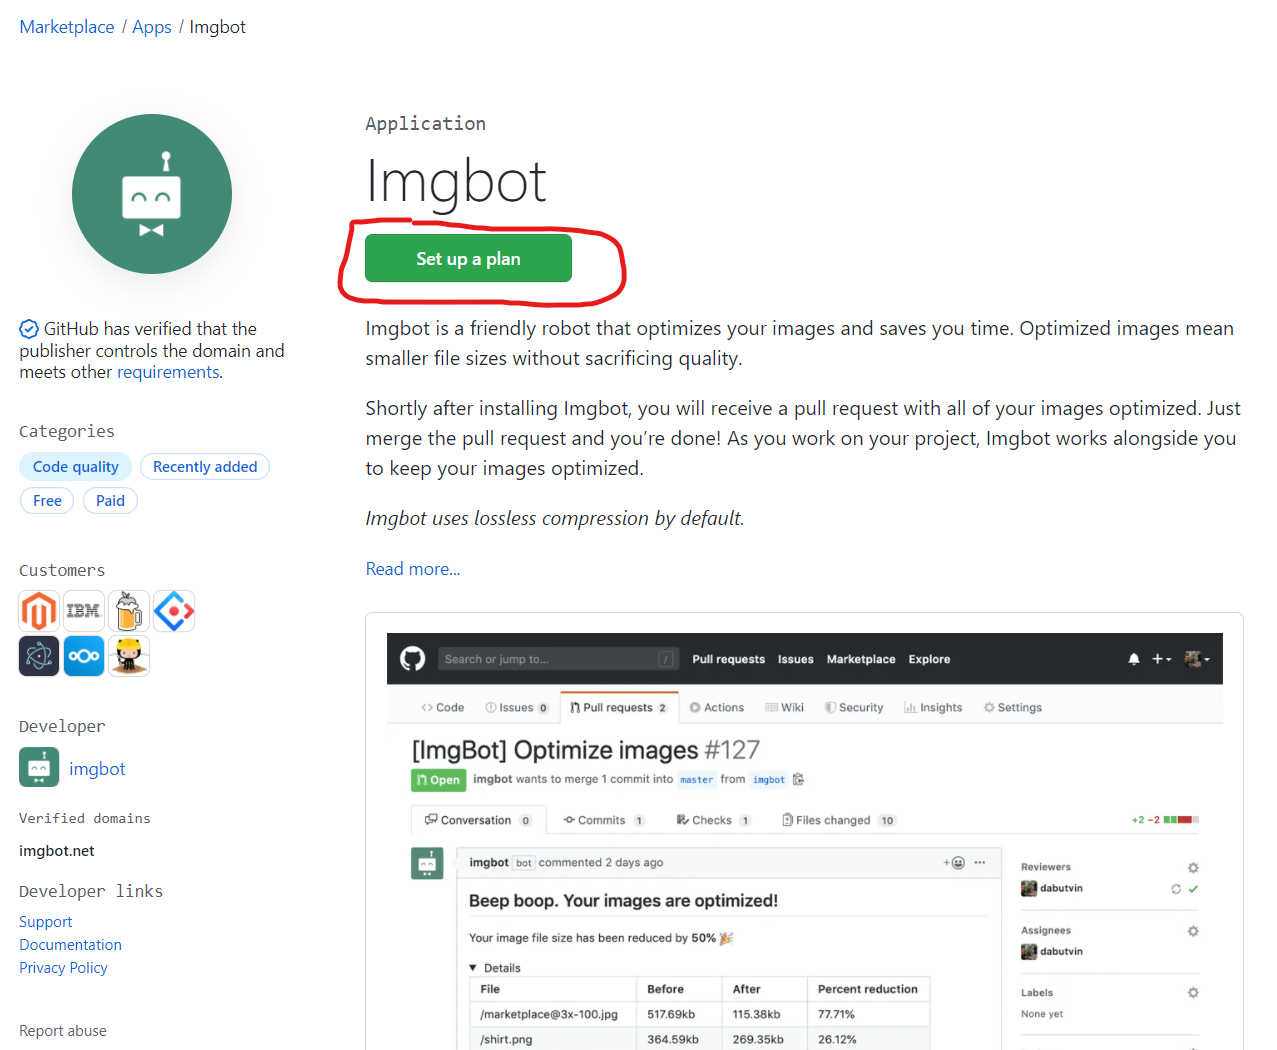 Marketplace / Apps / Imgbot
Application
Imgbot
Set up a plan
GitHub has verified that the
publisher controls the domain and
meets other requirements.
Imgbot is a friendly robot that optimizes your images and saves you time. Optimized images mean
smaller file sizes without sacrificing quality.
Shortly after installing Imgbot, you will receive a pull request with all of your images optimized. Just
merge the pull request and you’re done! As you work on your project, Imgbot works alongside you
to keep your images optimized.
Imgbot uses lossless compression by default.
Read more...
Categories
Code quality Recently added
Free Paid
Customers
IBM
Developer
imgbot
Verified domains
imgbot.net
Developer links
Support
Documentation
Privacy Policy
Report abuse
Search or jump to... / Pull requests Issues Marketplace Explore
Code Issues 0 Pull requests 2 Actions Wiki Security Insights Settings
[ImgBot] Optimize images #127
Open imgbot wants to merge 1 commit into master from imgbot
Conversation 0 Commits 1 Checks 1 Files changed 10 +2 −2
imgbot bot commented 2 days ago
Beep boop. Your images are optimized!
Your image file size has been reduced by 50% 🎉
Details
File Before After Percent reduction
/marketplace@3x-100.jpg 517.69kb 115.38kb 77.71%
/shirt.png 364.59kb 269.35kb 26.12%
Reviewers
dabutvin
Assignees
dabutvin
Labels
None yet